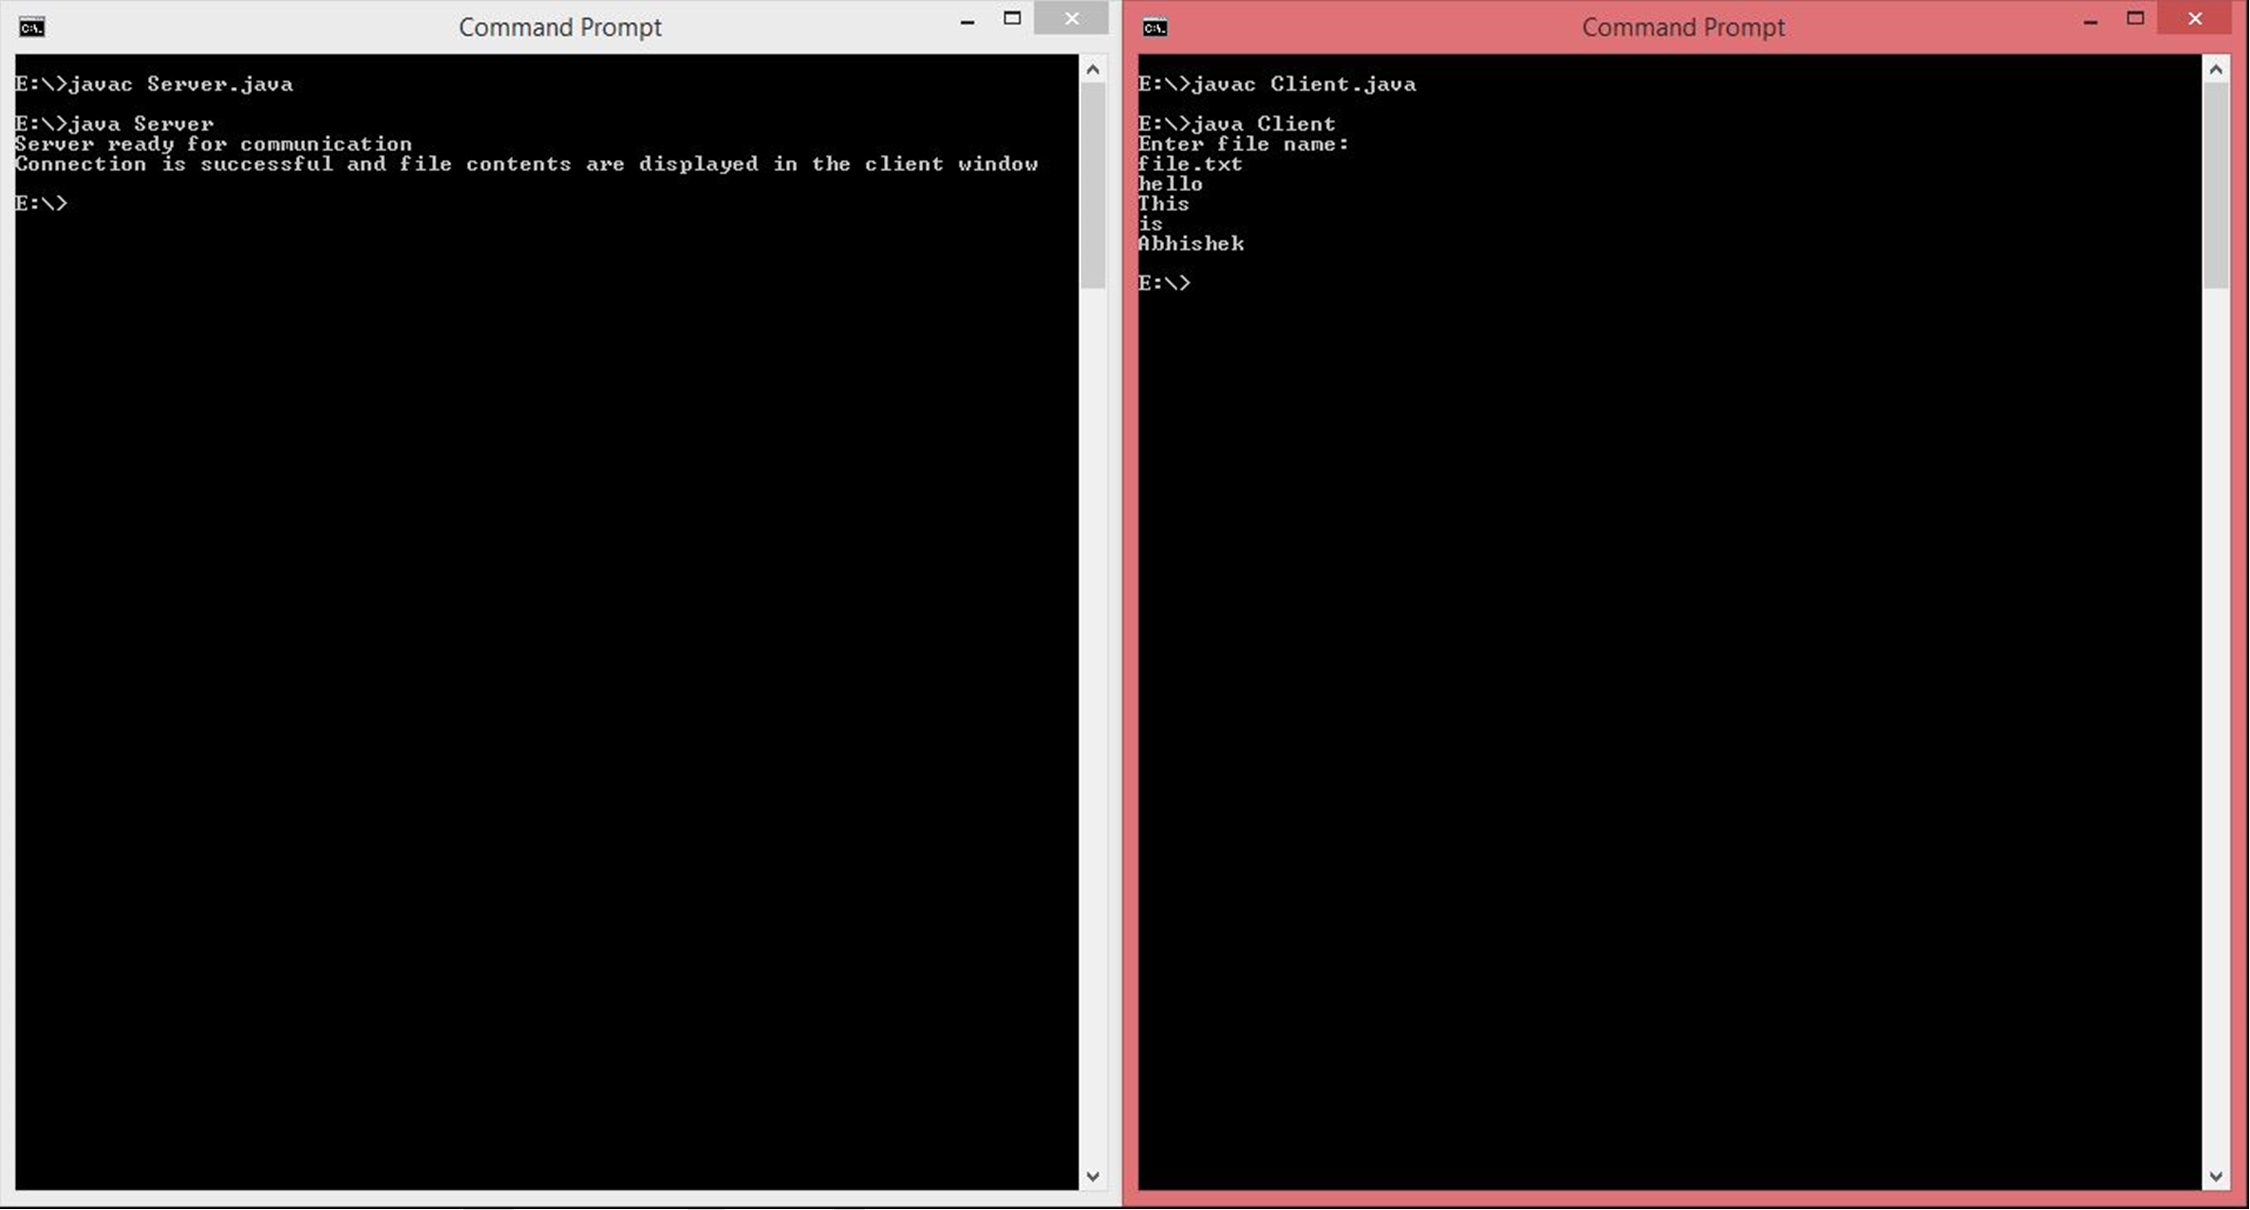 Command Prompt
E:\>javac Server.java
E:\>java Server
Server ready for communication
Connection is successful and file contents are displayed in the client window
E:\>
Command Prompt
E:\>javac Client.java
E:\>java Client
Enter file name:
file.txt
hello
This
is
Abhishek
E:\>